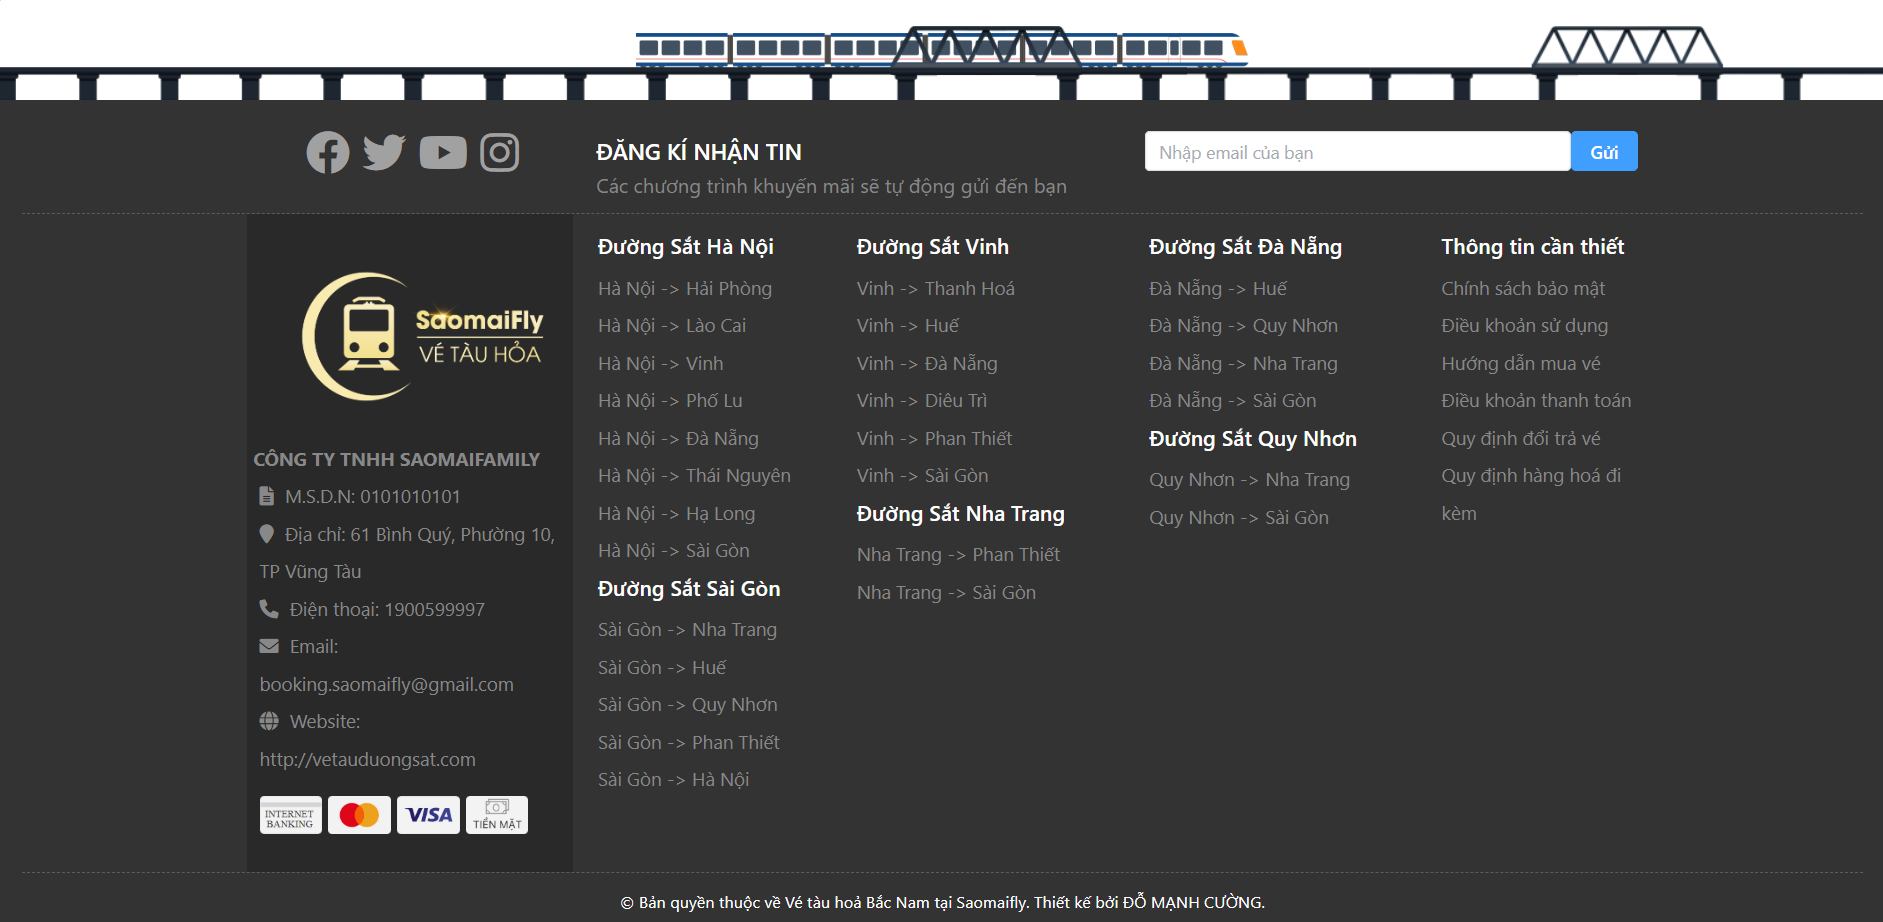 ĐĂNG KÍ NHẬN TIN
Các chương trình khuyến mãi sẽ tự động gửi đến bạn
Nhập email của bạn
Gửi
SaomaiFly
VÉ TÀU HỎA
CÔNG TY TNHH SAOMAIFAMILY
M.S.D.N: 0101010101
Địa chỉ: 61 Bình Quý, Phường 10,
TP Vũng Tàu
Điện thoại: 1900599997
Email:
booking.saomaifly@gmail.com
Website:
http://vetauduongsat.com
INTERNET
BANKING
VISA
TIỀN MẶT
Đường Sắt Hà Nội
Hà Nội -> Hải Phòng
Hà Nội -> Lào Cai
Hà Nội -> Vinh
Hà Nội -> Phố Lu
Hà Nội -> Đà Nẵng
Hà Nội -> Thái Nguyên
Hà Nội -> Hạ Long
Hà Nội -> Sài Gòn
Đường Sắt Sài Gòn
Sài Gòn -> Nha Trang
Sài Gòn -> Huế
Sài Gòn -> Quy Nhơn
Sài Gòn -> Phan Thiết
Sài Gòn -> Hà Nội
Đường Sắt Vinh
Vinh -> Thanh Hoá
Vinh -> Huế
Vinh -> Đà Nẵng
Vinh -> Diêu Trì
Vinh -> Phan Thiết
Vinh -> Sài Gòn
Đường Sắt Nha Trang
Nha Trang -> Phan Thiết
Nha Trang -> Sài Gòn
Đường Sắt Đà Nẵng
Đà Nẵng -> Huế
Đà Nẵng -> Quy Nhơn
Đà Nẵng -> Nha Trang
Đà Nẵng -> Sài Gòn
Đường Sắt Quy Nhơn
Quy Nhơn -> Nha Trang
Quy Nhơn -> Sài Gòn
Thông tin cần thiết
Chính sách bảo mật
Điều khoản sử dụng
Hướng dẫn mua vé
Điều khoản thanh toán
Quy định đổi trả vé
Quy định hàng hoá đi
kèm
© Bản quyền thuộc về Vé tàu hoả Bắc Nam tại Saomaifly. Thiết kế bởi ĐỖ MẠNH CƯỜNG.